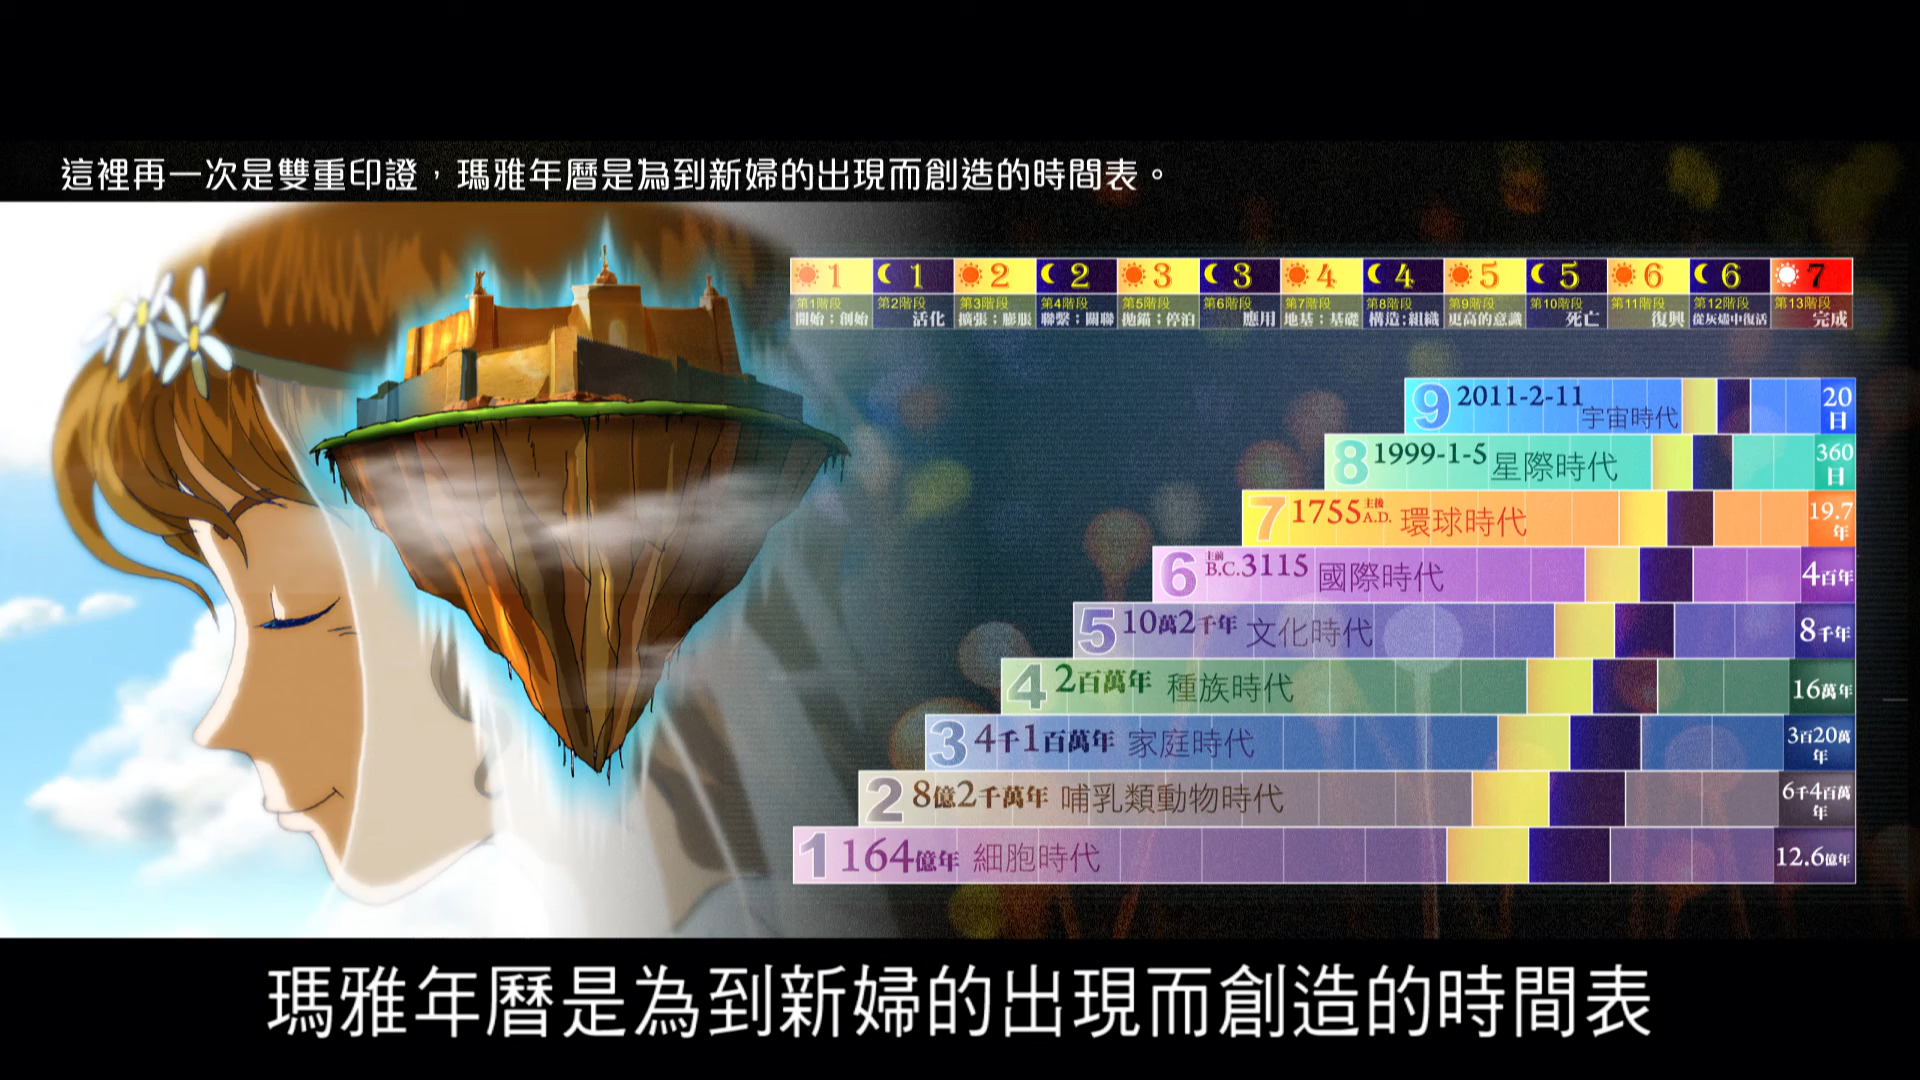 這裡再一次是雙重印證，瑪雅年曆是為到新婦的出現而創造的時間表。
1 1 2 2 3 3 4 4 5 5 6 6 7
第1階段 第2階段 第3階段 第4階段 第5階段 第6階段 第7階段 第8階段 第9階段 第10階段 第11階段 第12階段 第13階段
開始；創始 活化 擴張；膨脹 聯繫；關聯 拋錨；停泊 應用 地基；基礎 構造；組織 更高的意識 死亡 復興 從灰燼中復活 完成
9 2011-2-11 宇宙時代 20日
8 1999-1-5 星際時代 360日
7 1755 主後 A.D. 環球時代 19.7年
6 主前 B.C.3115 國際時代 4百年
5 10萬2千年 文化時代 8千年
4 2百萬年 種族時代 16萬年
3 4千1百萬年 家庭時代 3百20萬年
2 8億2千萬年 哺乳類動物時代 6千4百萬年
1 164億年 細胞時代 12.6億年
瑪雅年曆是為到新婦的出現而創造的時間表